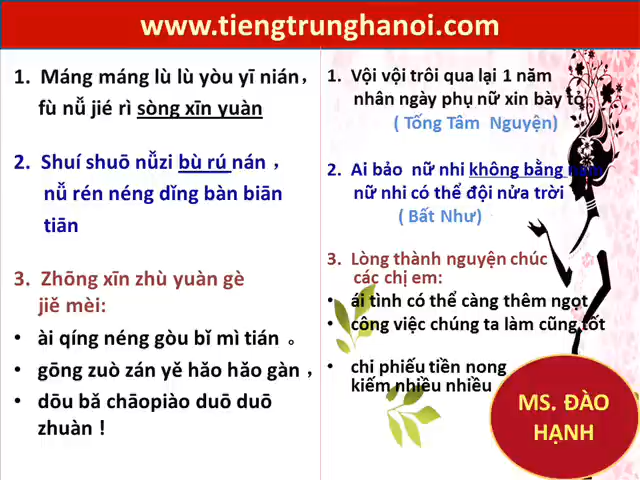 www.tiengtrunghanoi.com
1. Máng máng lù lù yòu yī nián,
fù nǚ jié rì sòng xīn yuàn
2. Shuí shuō nǚzi bù rú nán ,
nǚ rén néng dǐng bàn biān
tiān
3. Zhōng xīn zhù yuàn gè
jiě mèi:
• ài qíng néng gòu bǐ mì tián 。
• gōng zuò zán yě hǎo hǎo gàn ,
• dōu bǎ chāopiào duō duō
zhuàn !
1. Vội vội trôi qua lại 1 năm
nhân ngày phụ nữ xin bày tỏ
( Tống Tâm Nguyện)
2. Ai bảo nữ nhi không bằng nam
nữ nhi có thể đội nửa trời
( Bất Như)
3. Lòng thành nguyện chúc
các chị em:
• ái tình có thể càng thêm ngọt
• công việc chúng ta làm cũng tốt
• chi phiếu tiền nong
kiếm nhiều nhiều
MS. ĐÀO
HẠNH